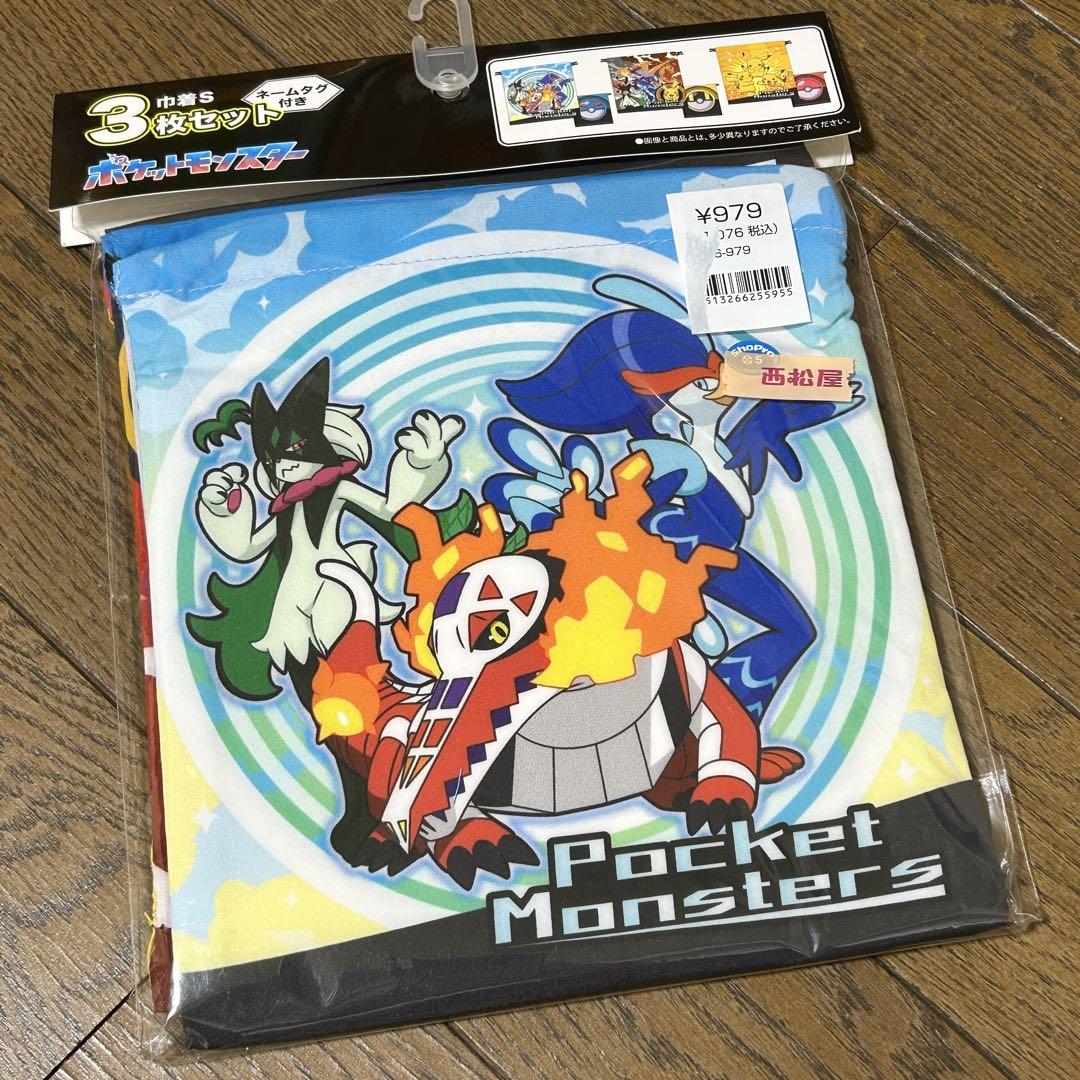 巾着S
3枚セット
ネームタグ
付き
ポケットモンスター
●画像と商品とは、多少異なりますのでご了承ください。
¥979
076 税込)
6-979
513266255955
ShoPro
5
西松屋
Pocket
Monsters